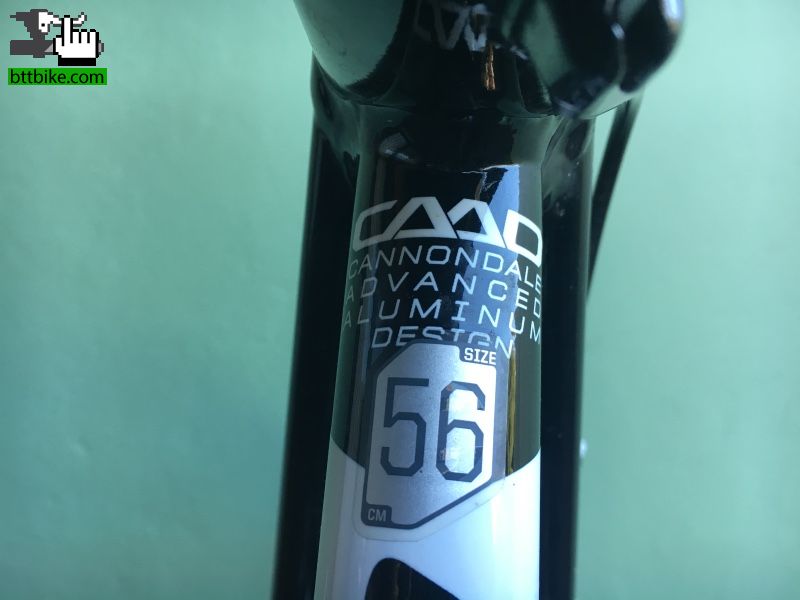 bttbike.com
CAAD
CANNONDALE
ADVANCED
ALUMINUM
DESIGN
SIZE
56
CM